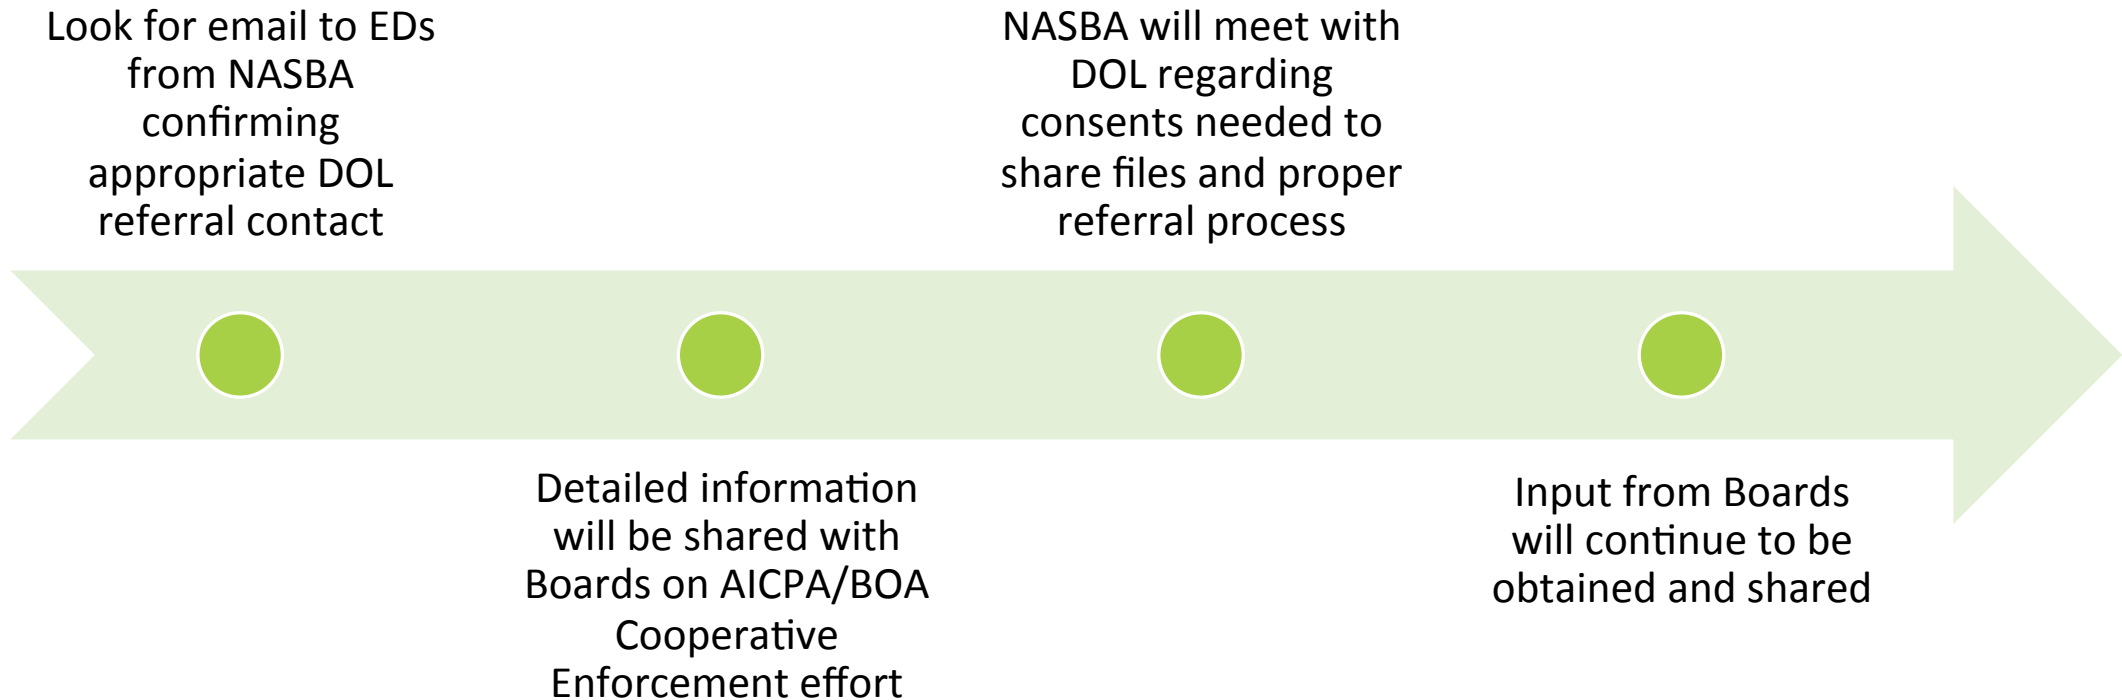 Look for email to EDs
from NASBA
confirming
appropriate DOL
referral contact
Detailed information
will be shared with
Boards on AICPA/BOA
Cooperative
Enforcement effort
NASBA will meet with
DOL regarding
consents needed to
share files and proper
referral process
Input from Boards
will continue to be
obtained and shared